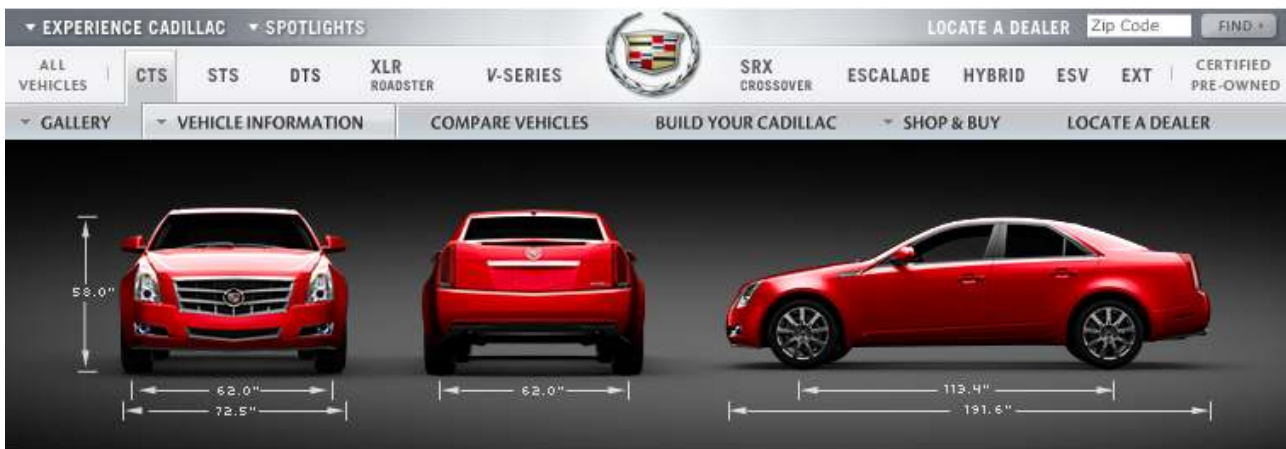 EXPERIENCE CADILLAC SPOTLIGHTS LOCATE A DEALER Zip Code FIND
ALL VEHICLES CTS STS DTS XLR ROADSTER V-SERIES SRX CROSSOVER ESCALADE HYBRID ESV EXT CERTIFIED PRE-OWNED
GALLERY VEHICLE INFORMATION COMPARE VEHICLES BUILD YOUR CADILLAC SHOP & BUY LOCATE A DEALER
58.0"
62.0" 62.0" 113.4"
72.5" 191.6"